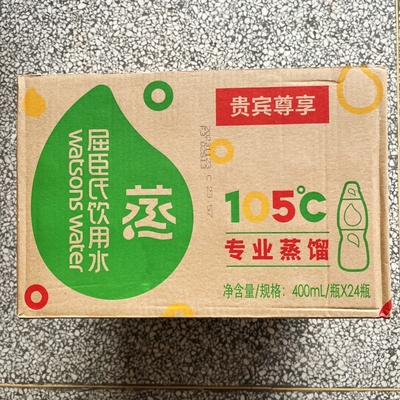 贵宾尊享
蒸
屈臣氏饮用水
watsons water
105°C
专业蒸馏
净含量/规格：400mL/瓶X24瓶